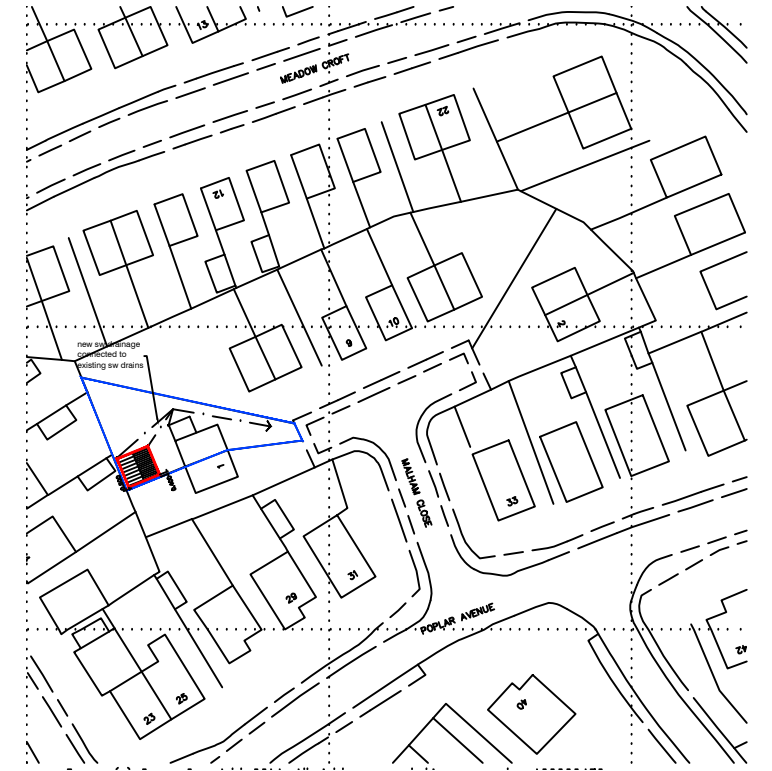 13
MEADOW CROFT
22
12
new sw drainage
connected to
existing sw drains
9
10
2
1
MALHAM CLOSE
33
31
29
POPLAR AVENUE
42
25
23
40